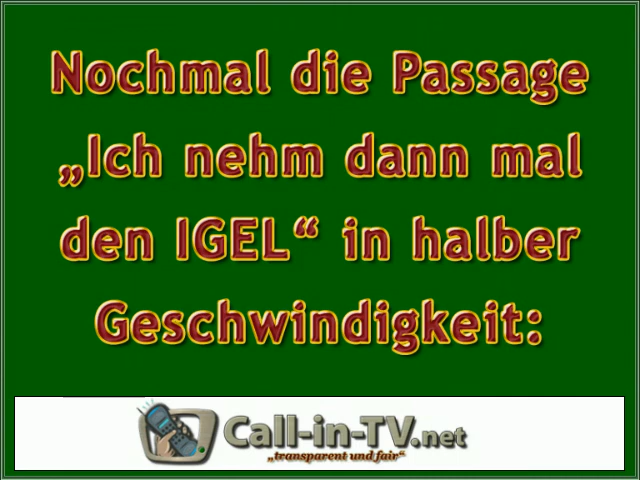 Nochmal die Passage
„Ich nehm dann mal
den IGEL“ in halber
Geschwindigkeit:
Call-in-TV.net
„transparent und fair“